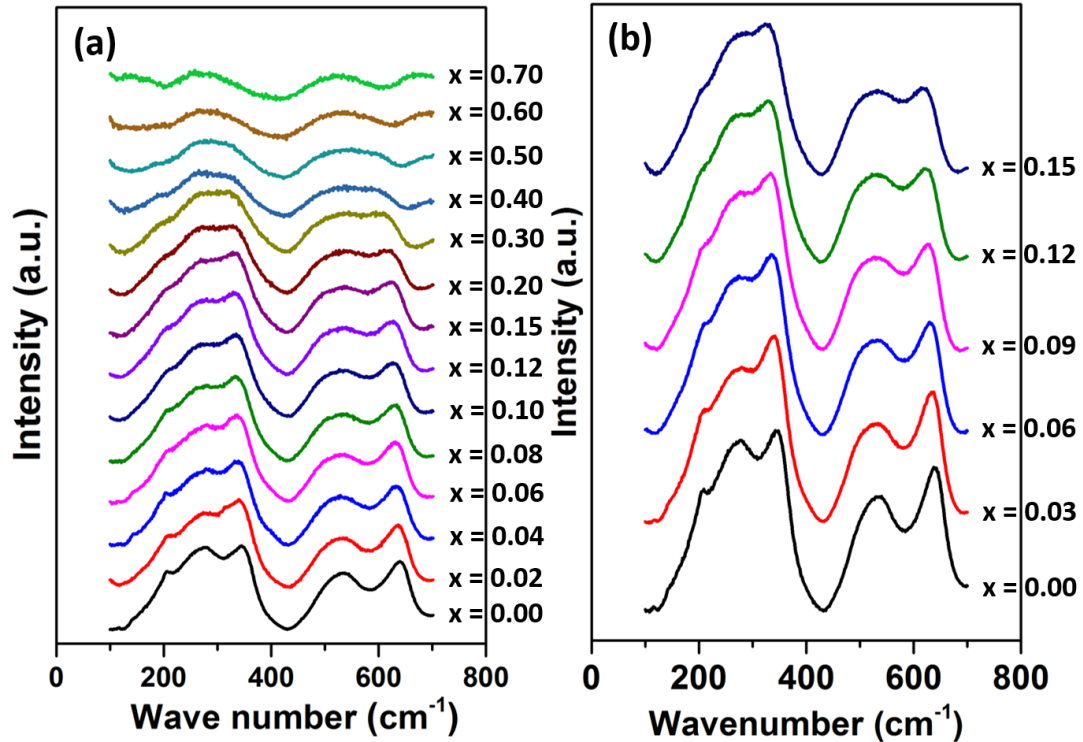 (a)
x = 0.70
x = 0.60
x = 0.50
x = 0.40
x = 0.30
x = 0.20
x = 0.15
x = 0.12
x = 0.10
x = 0.08
x = 0.06
x = 0.04
x = 0.02
x = 0.00
Intensity (a.u.)
0 200 400 600 800
Wave number (cm⁻¹)
(b)
x = 0.15
x = 0.12
x = 0.09
x = 0.06
x = 0.03
x = 0.00
Intensity (a.u.)
0 200 400 600 800
Wavenumber (cm⁻¹)